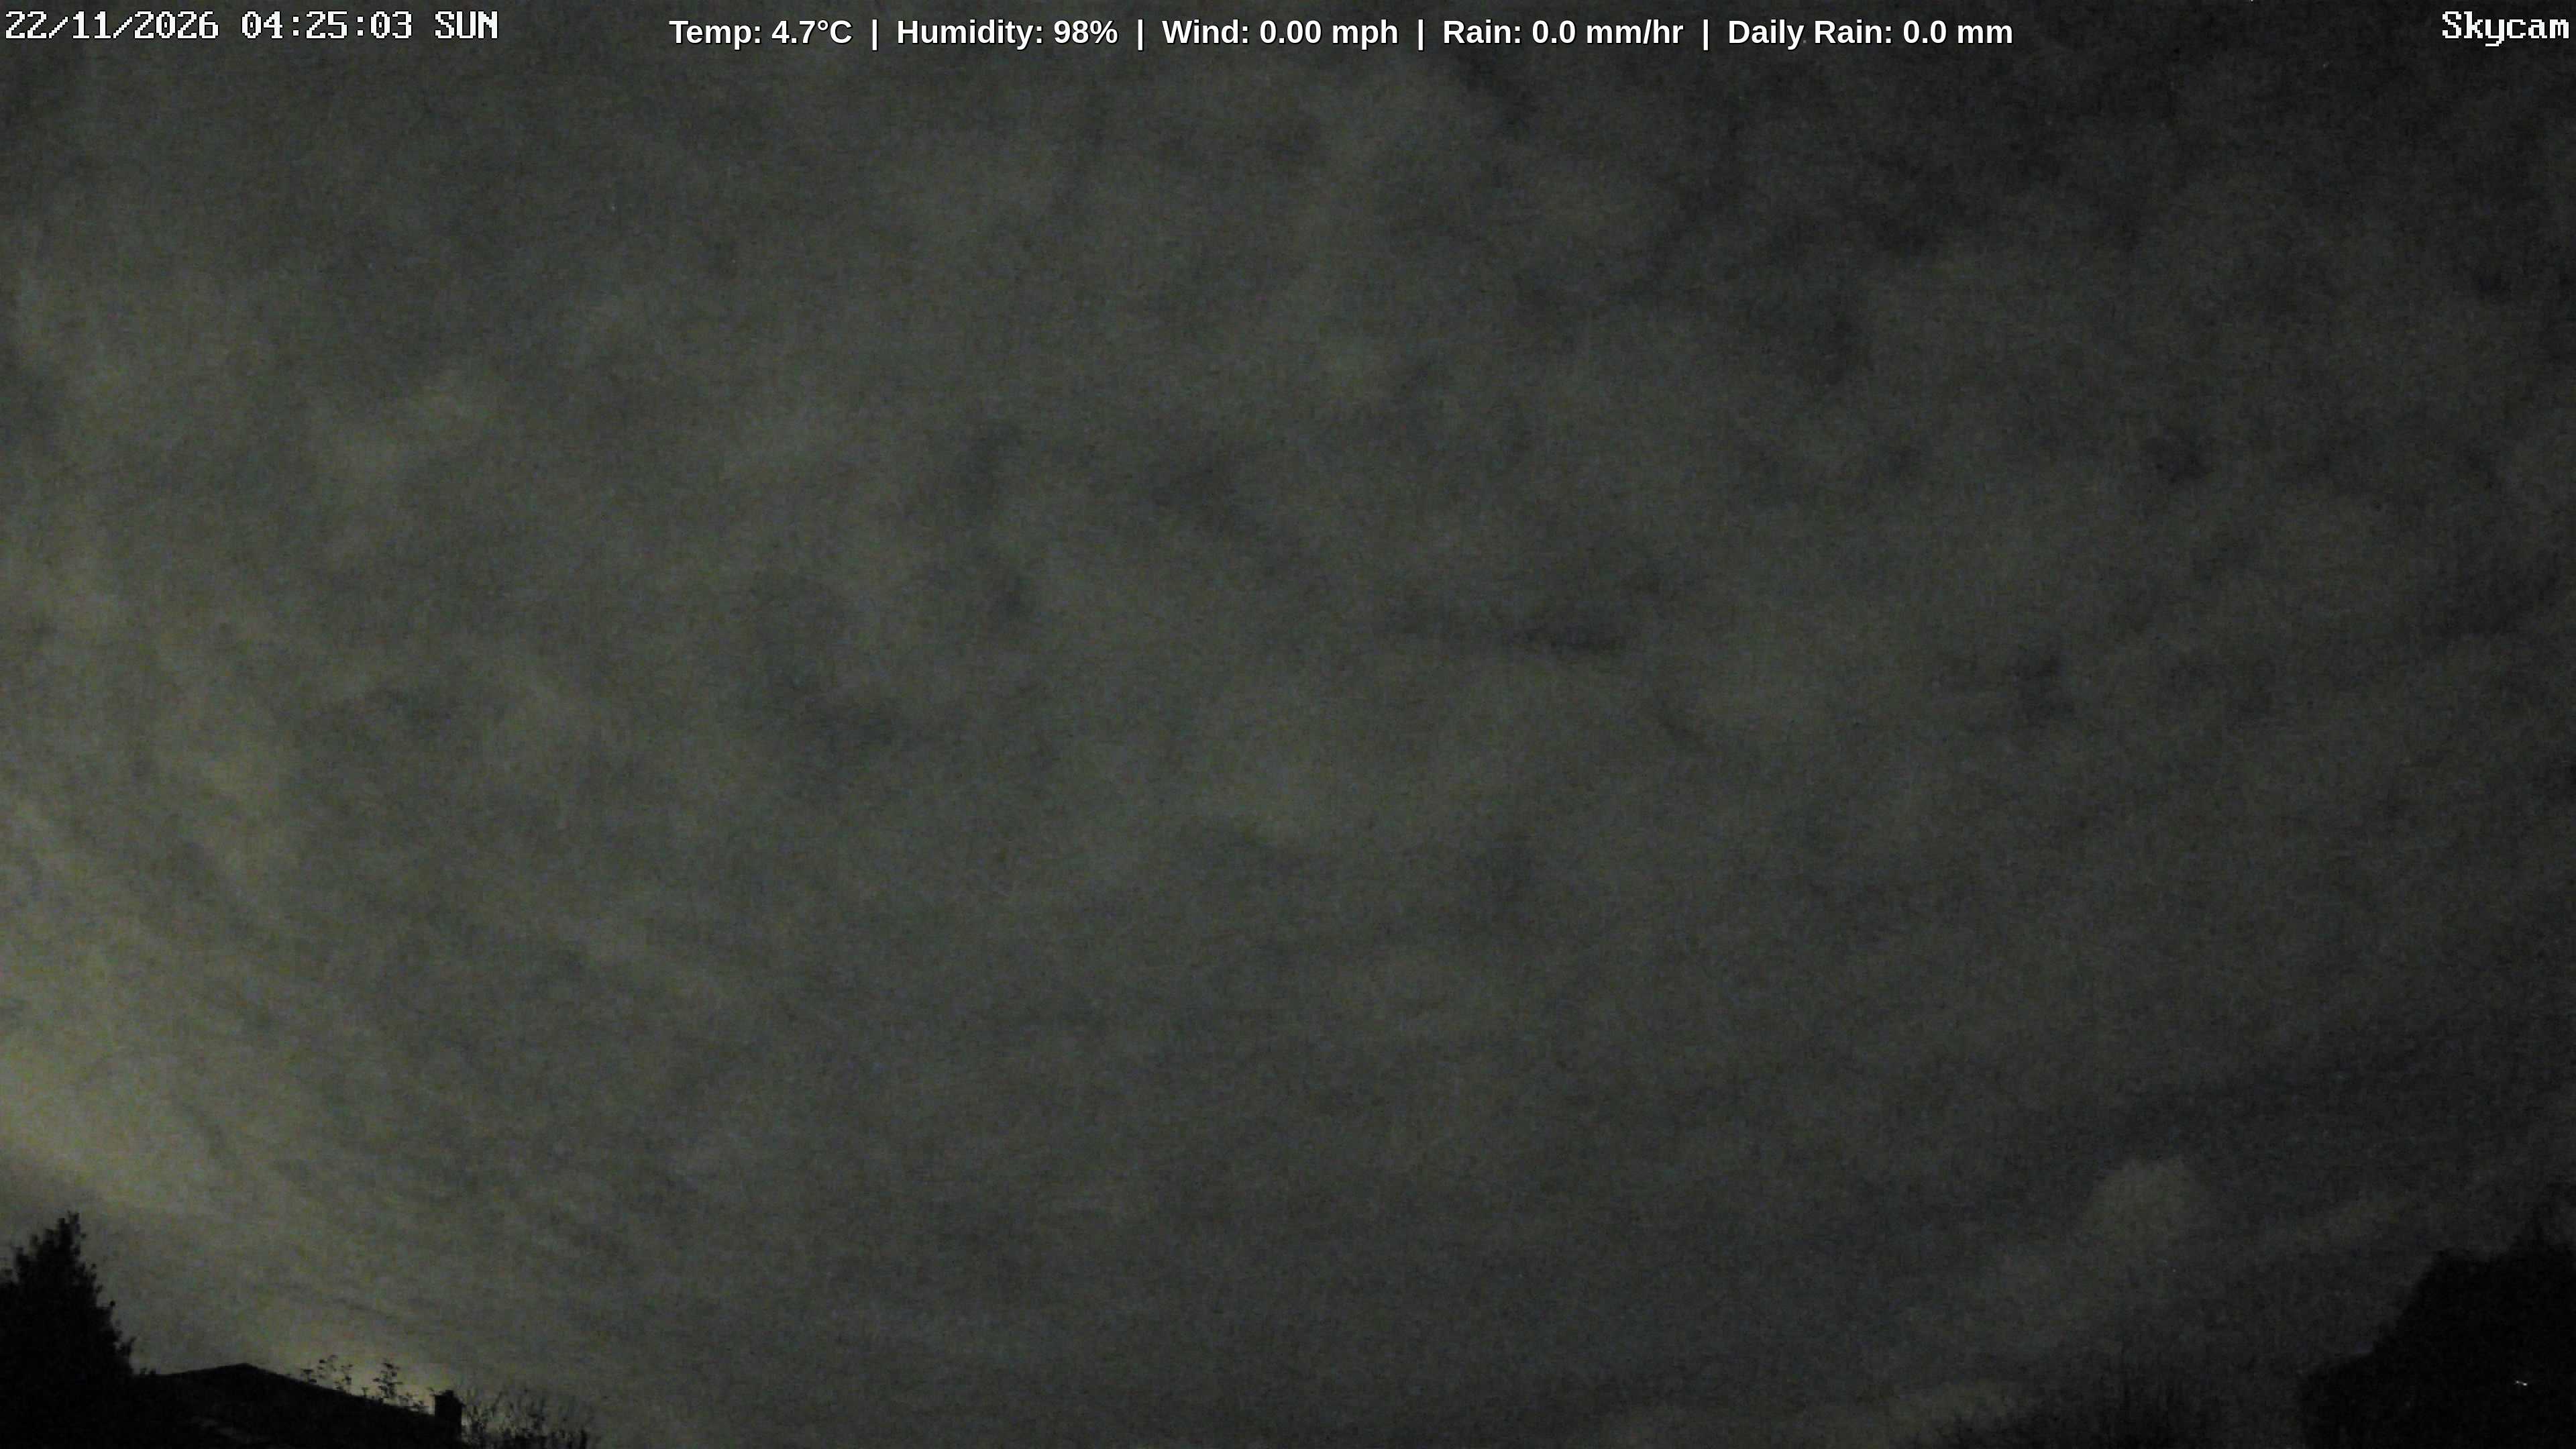 22/11/2026 04:25:03 SUN
Temp: 4.7°C | Humidity: 98% | Wind: 0.00 mph | Rain: 0.0 mm/hr | Daily Rain: 0.0 mm
Skycam